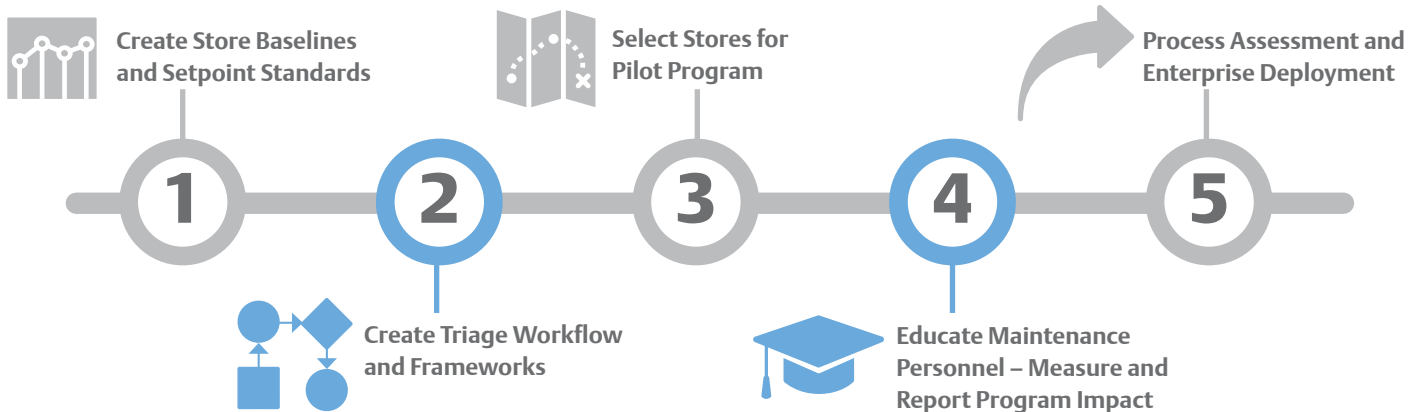 Create Store Baselines
and Setpoint Standards
1
2
Create Triage Workflow
and Frameworks
Select Stores for
Pilot Program
3
4
Educate Maintenance
Personnel – Measure and
Report Program Impact
Process Assessment and
Enterprise Deployment
5